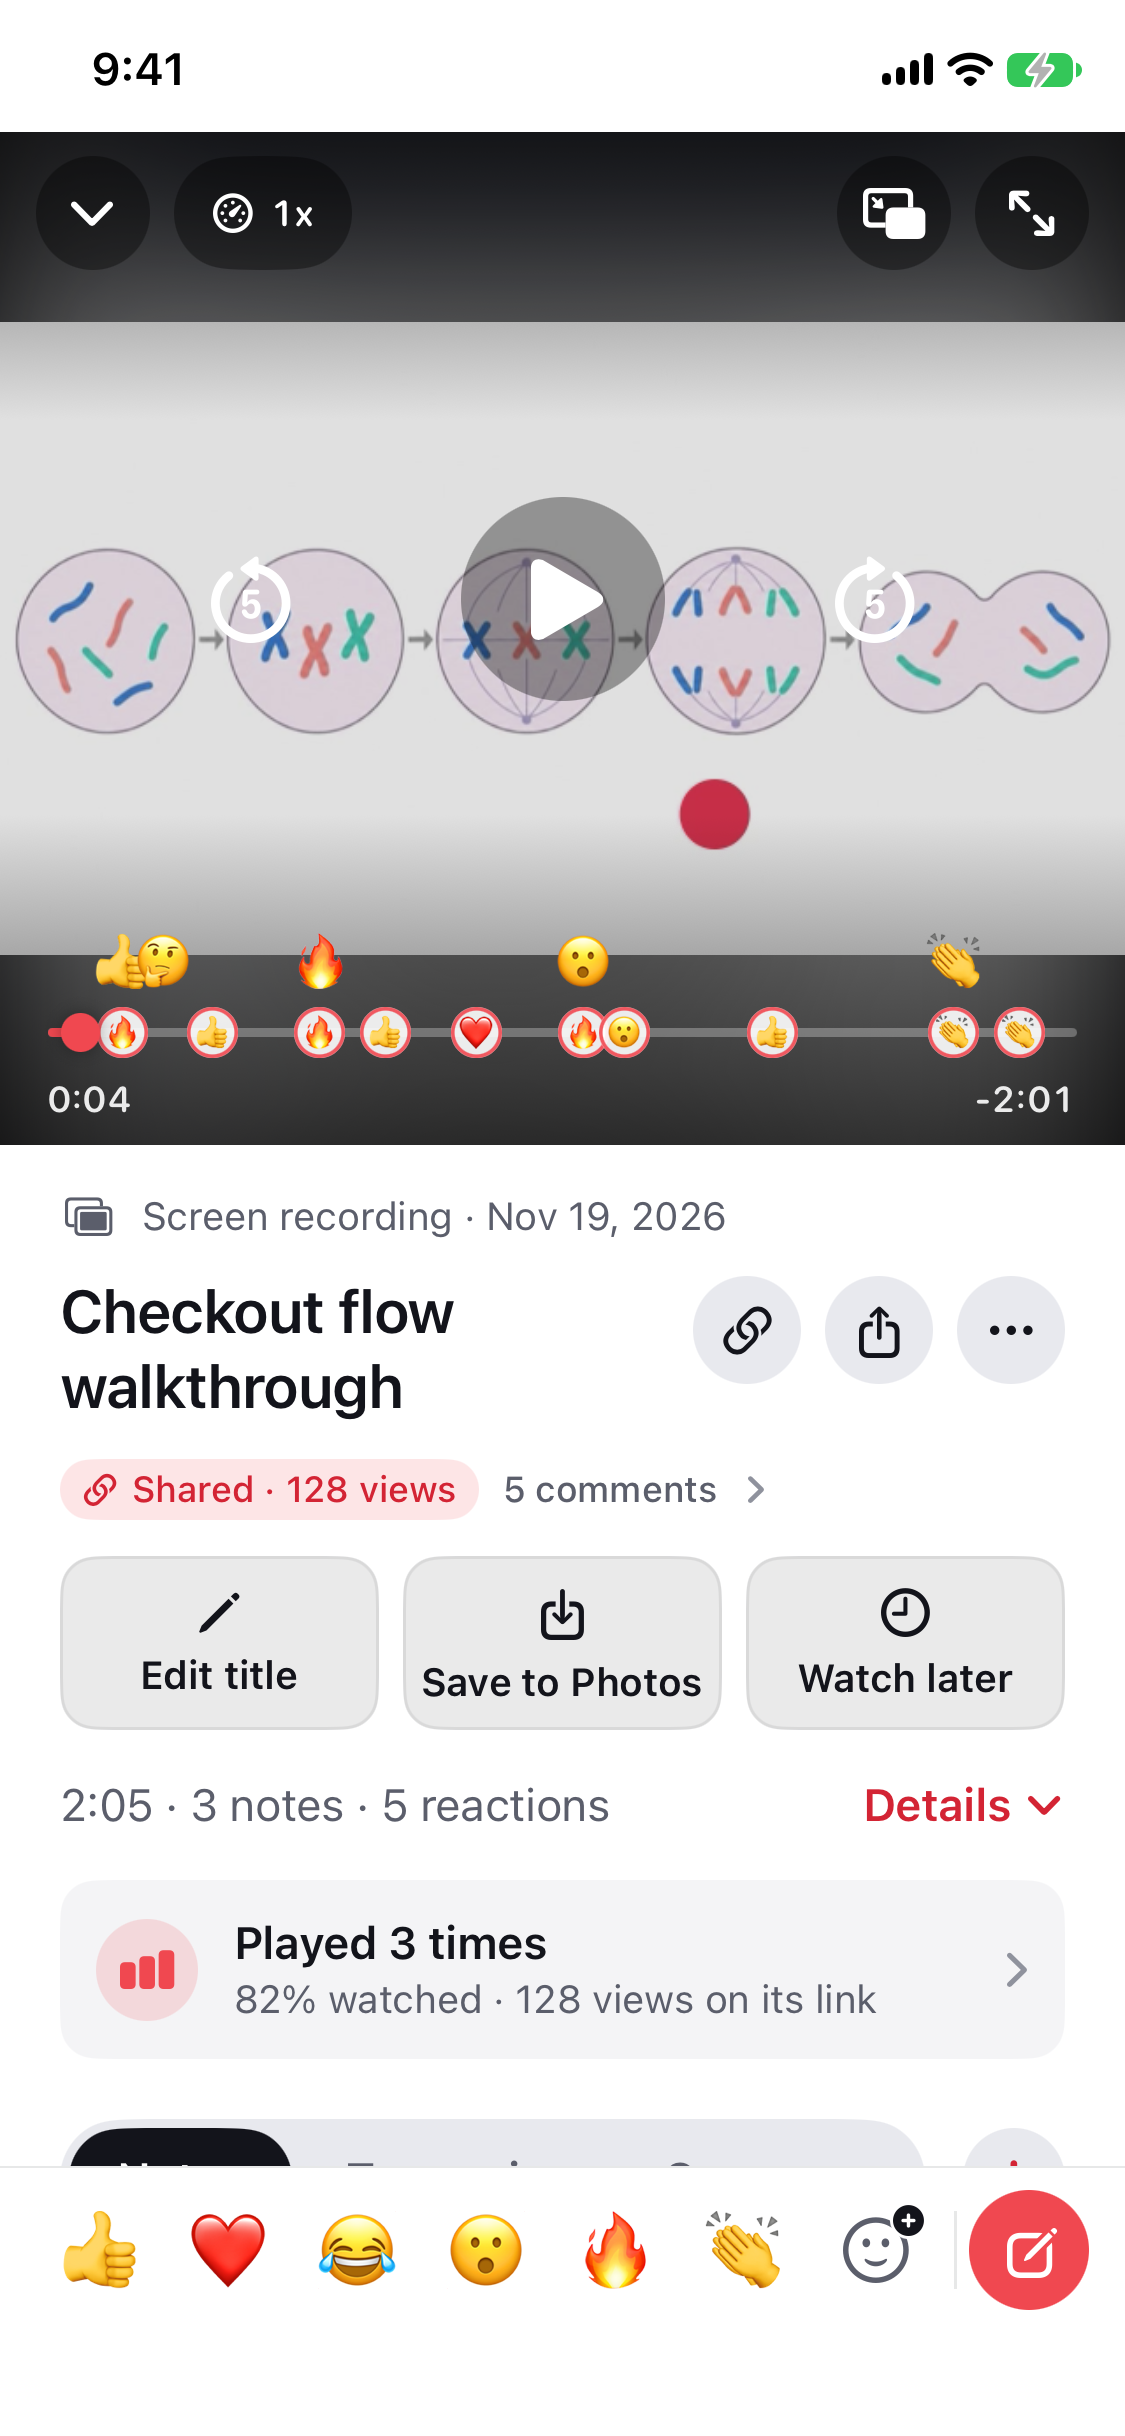 9:41
1x
5
5
0:04
-2:01
Screen recording · Nov 19, 2026
Checkout flow
walkthrough
Shared · 128 views
5 comments
Edit title
Save to Photos
Watch later
2:05 · 3 notes · 5 reactions
Details
Played 3 times
82% watched · 128 views on its link